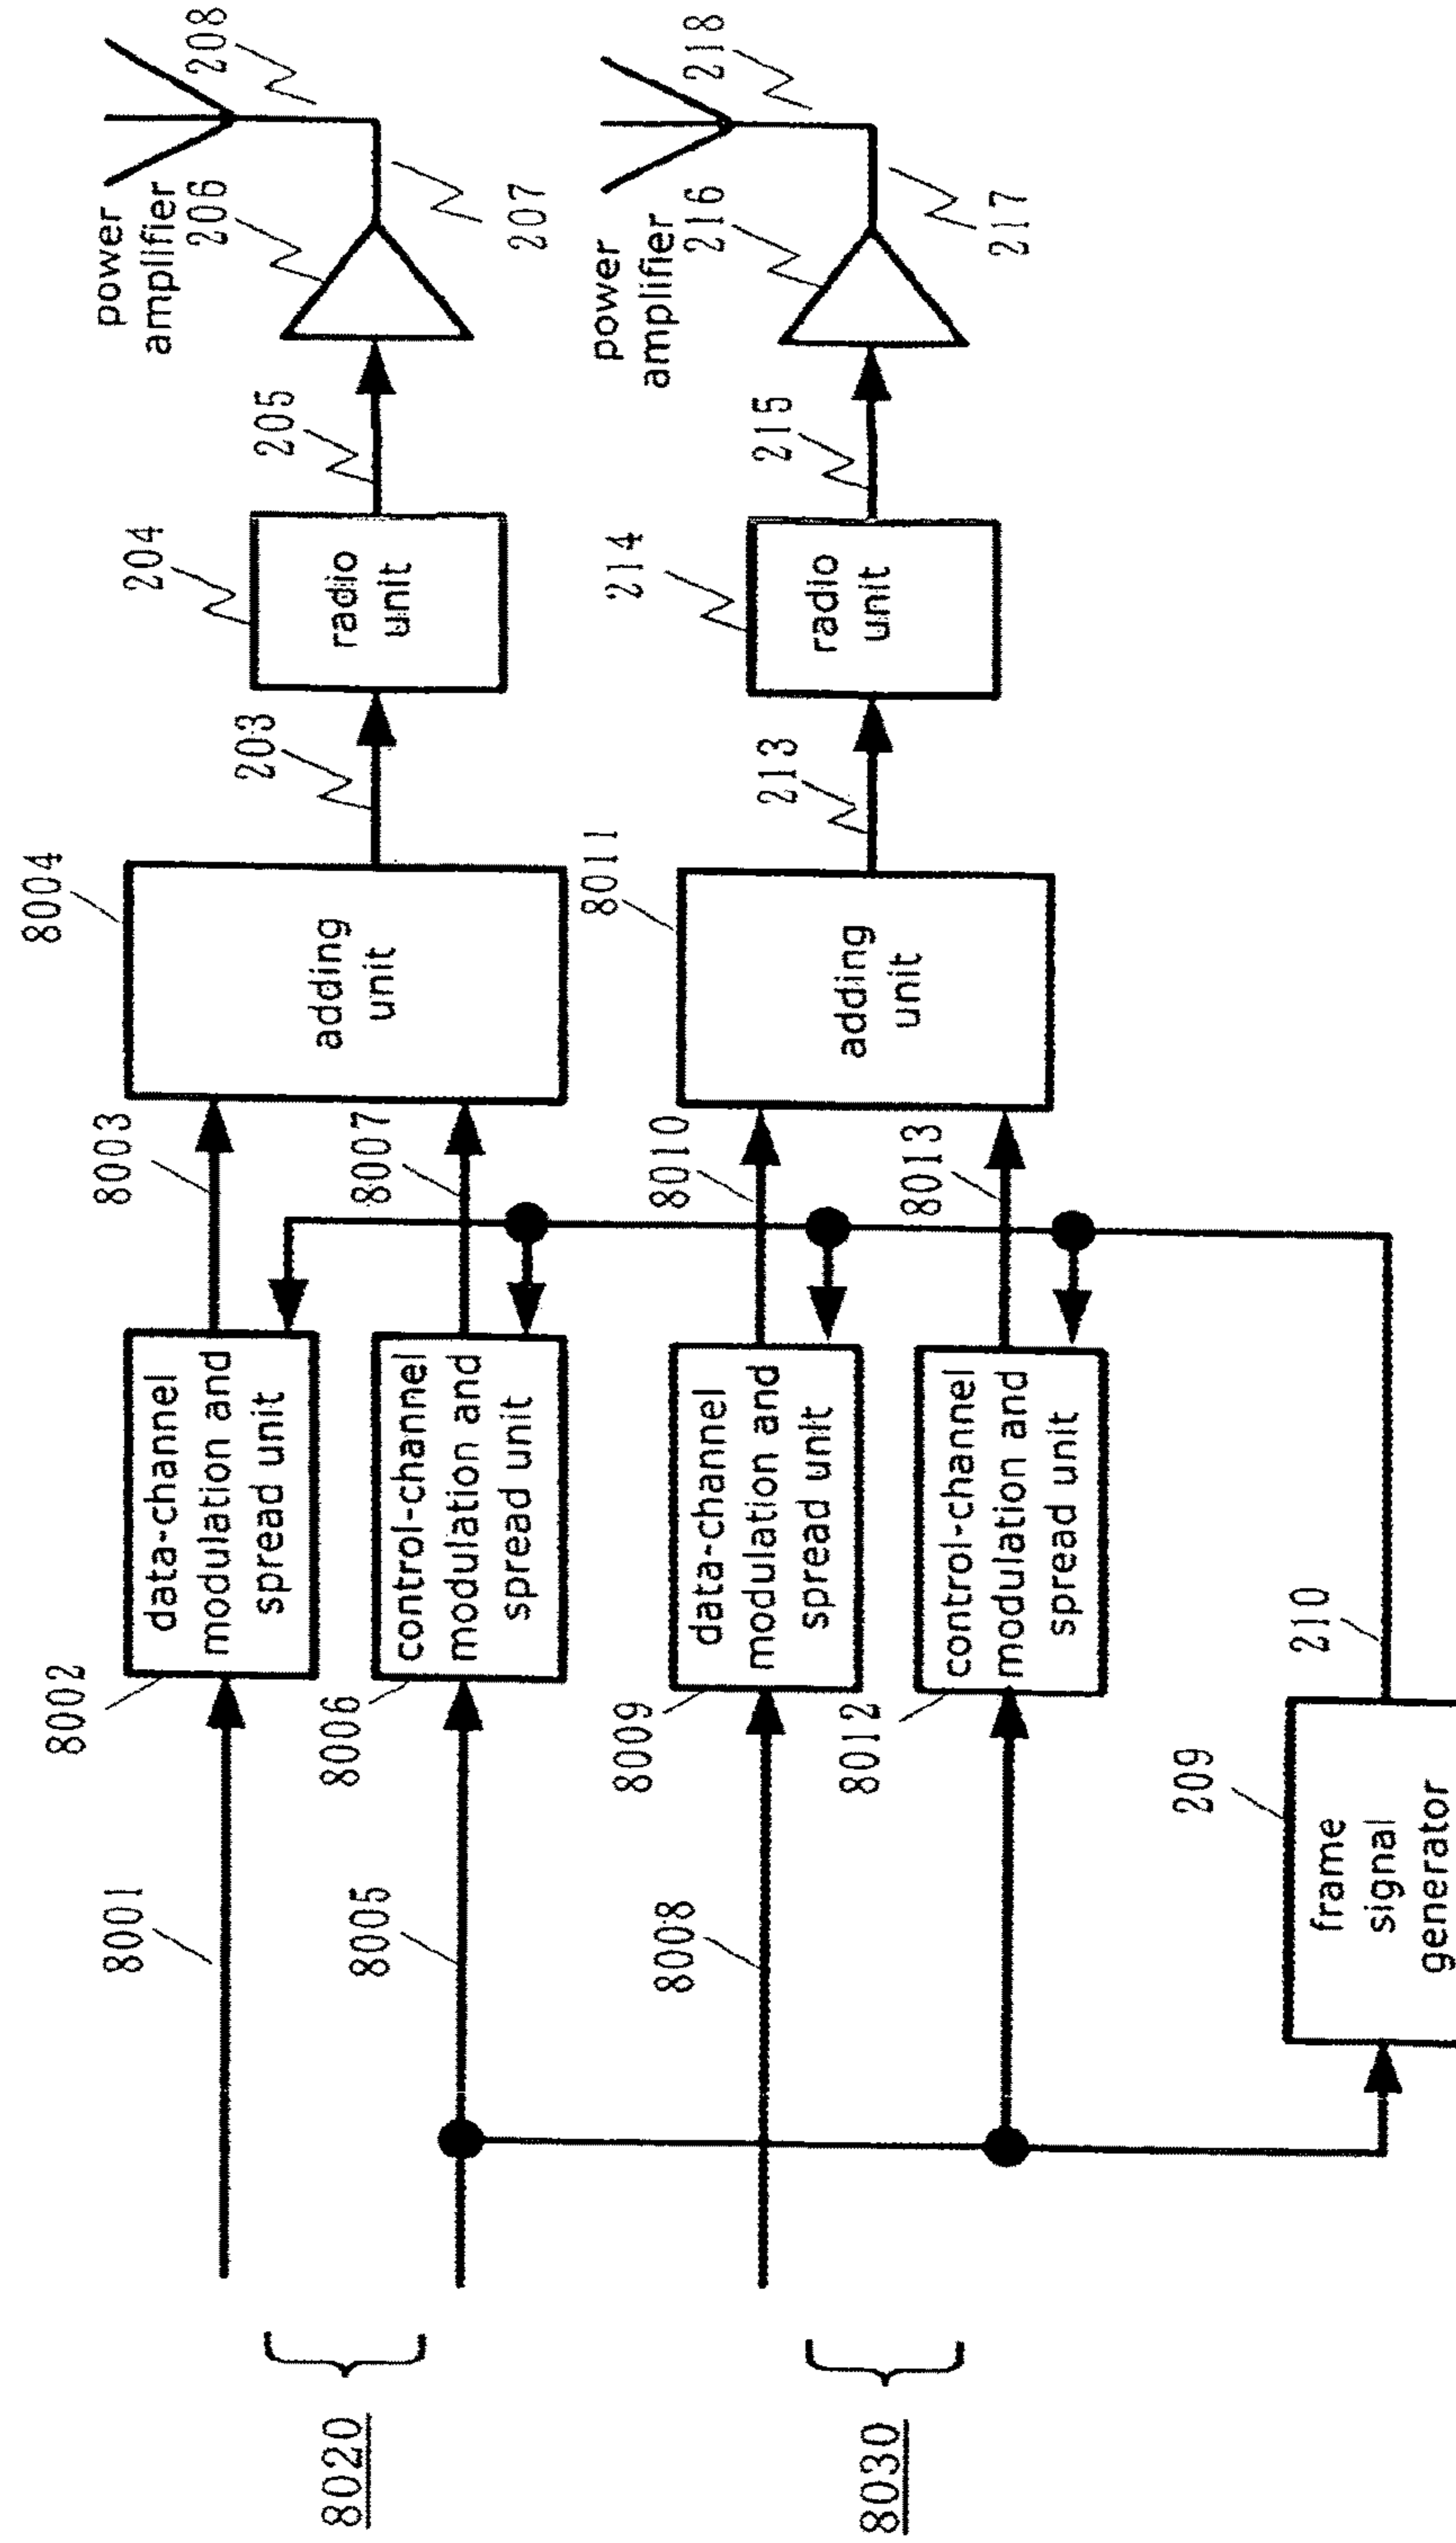 8020
8001
8002
data-channel
modulation and
spread unit
8003
8005
8006
control-channel
modulation and
spread unit
8007
8004
adding
unit
203
204
radio
unit
205
power
amplifier
206
207
208
8030
8008
8009
data-channel
modulation and
spread unit
8010
8012
control-channel
modulation and
spread unit
8013
8011
adding
unit
213
214
radio
unit
215
power
amplifier
216
217
218
209
frame
signal
generator
210